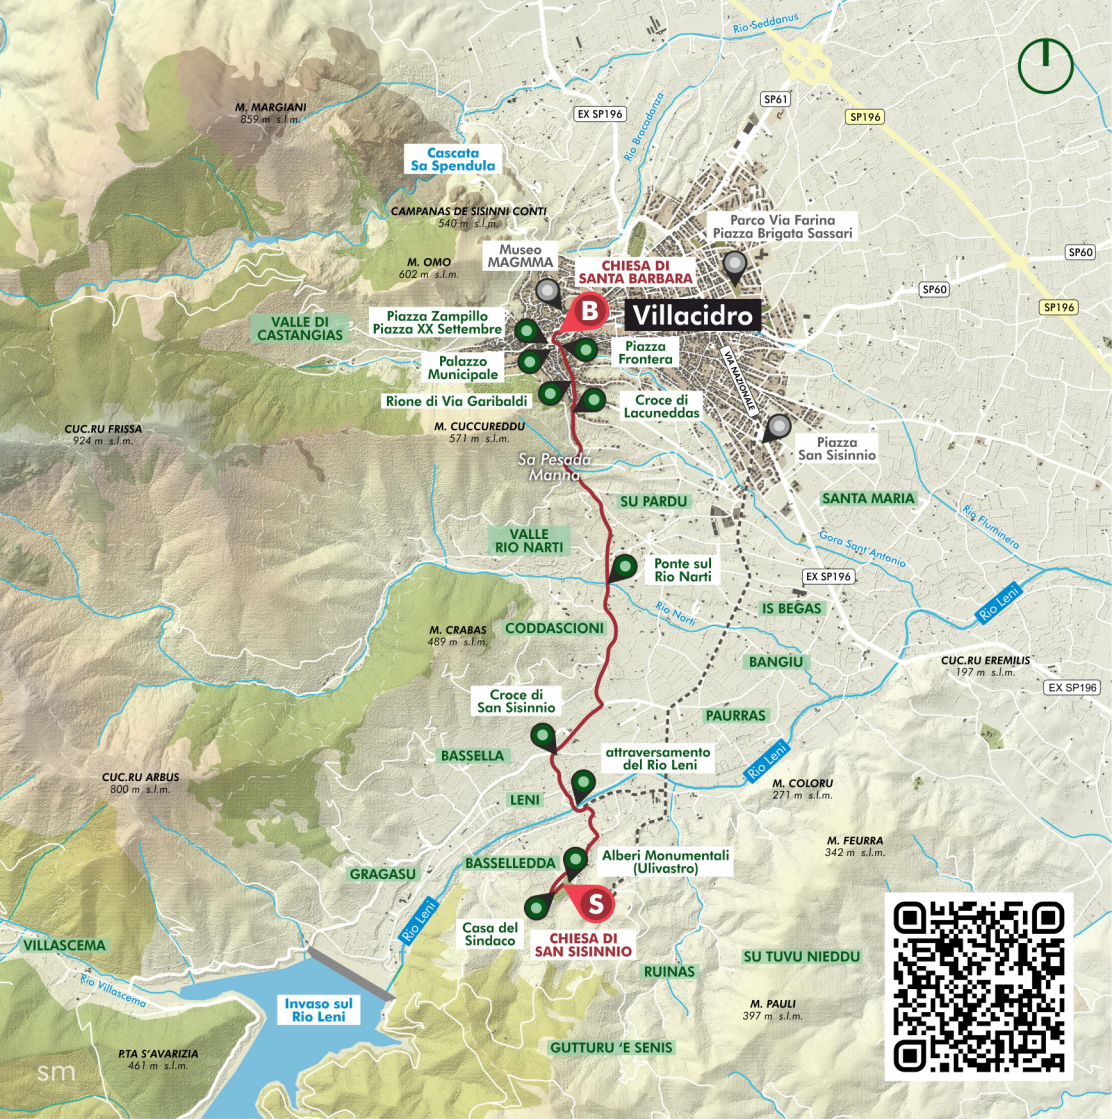 Rio Seddanus
M. MARGIANI
859 m s.l.m.
EX SP196
SP61
SP196
Rio Bracadanza
Cascata
Sa Spendula
CAMPANAS DE SISINNI CONTI
540 m s.l.m.
Parco Via Farina
Piazza Brigata Sassari
Museo
MAGMMA
M. OMO
602 m s.l.m.
CHIESA DI
SANTA BARBARA
SP60
SP60
SP196
B
Villacidro
VALLE DI
CASTANGIAS
Piazza Zampillo
Piazza XX Settembre
Piazza
Frontera
Palazzo
Municipale
VIA NAZIONALE
Rione di Via Garibaldi
Croce di
Lacuneddas
CUC.RU FRISSA
924 m s.l.m.
M. CUCCUREDDU
571 m s.l.m.
Piazza
San Sisinnio
Sa Pesada
Manna
SU PARDU
SANTA MARIA
VALLE
RIO NARTI
Rio Fluminera
Gora Sant'Antonio
Ponte sul
Rio Narti
EX SP196
Rio Leni
Rio Narti
IS BEGAS
M. CRABAS
489 m s.l.m.
CODDASCIONI
BANGIU
CUC.RU EREMILIS
197 m s.l.m.
EX SP196
Croce di
San Sisinnio
PAURRAS
BASSELLA
attraversamento
del Rio Leni
Rio Leni
CUC.RU ARBUS
800 m s.l.m.
M. COLORU
271 m s.l.m.
LENI
M. FEURRA
342 m s.l.m.
BASSELLEDDA
Alberi Monumentali
(Ulivastro)
GRAGASU
Rio Leni
S
Casa del
Sindaco
CHIESA DI
SAN SISINNIO
VILLASCEMA
SU TUVU NIEDDU
RUINAS
Rio Villascema
Invaso sul
Rio Leni
M. PAULI
397 m s.l.m.
GUTTURU 'E SENIS
P.TA S'AVARIZIA
461 m s.l.m.
sm